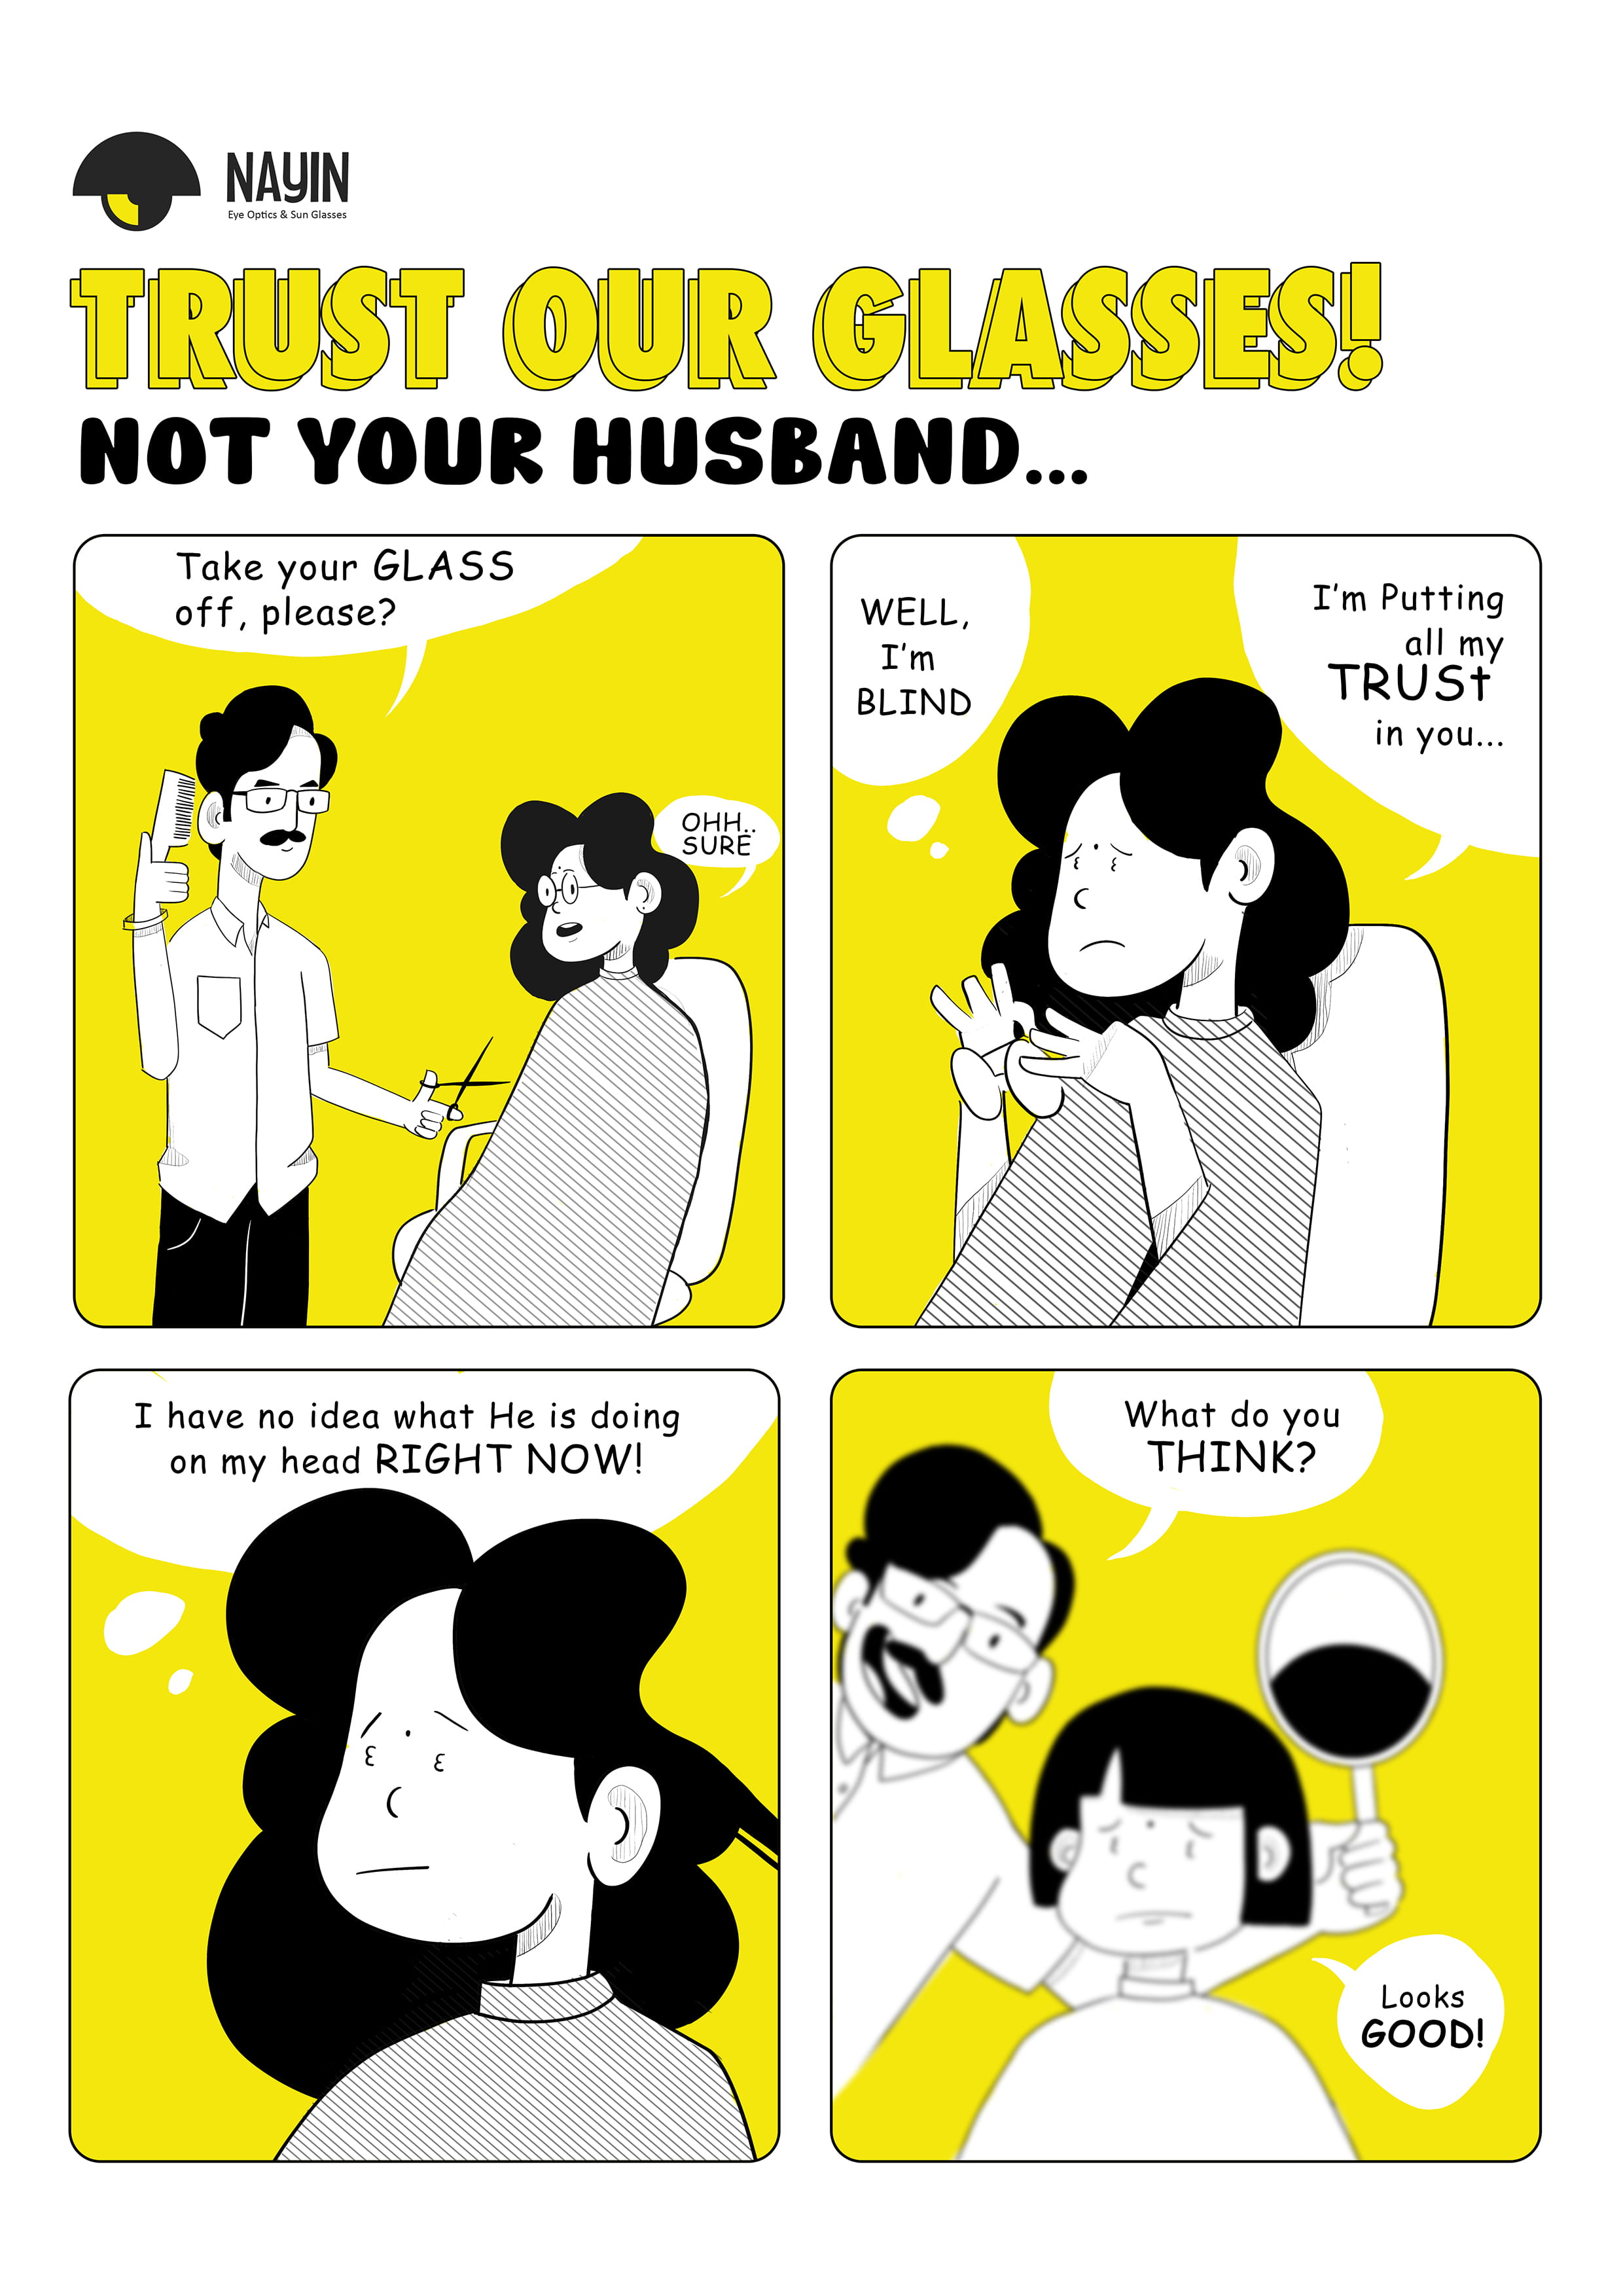 NAYIN
Eye Optics & Sun Glasses
TRUST OUR GLASSES!
NOT YOUR HUSBAND...
Take your GLASS
off, please?
OHH..
SURE
WELL,
I'm
BLIND
I'm Putting
all my
TRUSt
in you...
I have no idea what He is doing
on my head RIGHT NOW!
What do you
THINK?
Looks
GOOD!